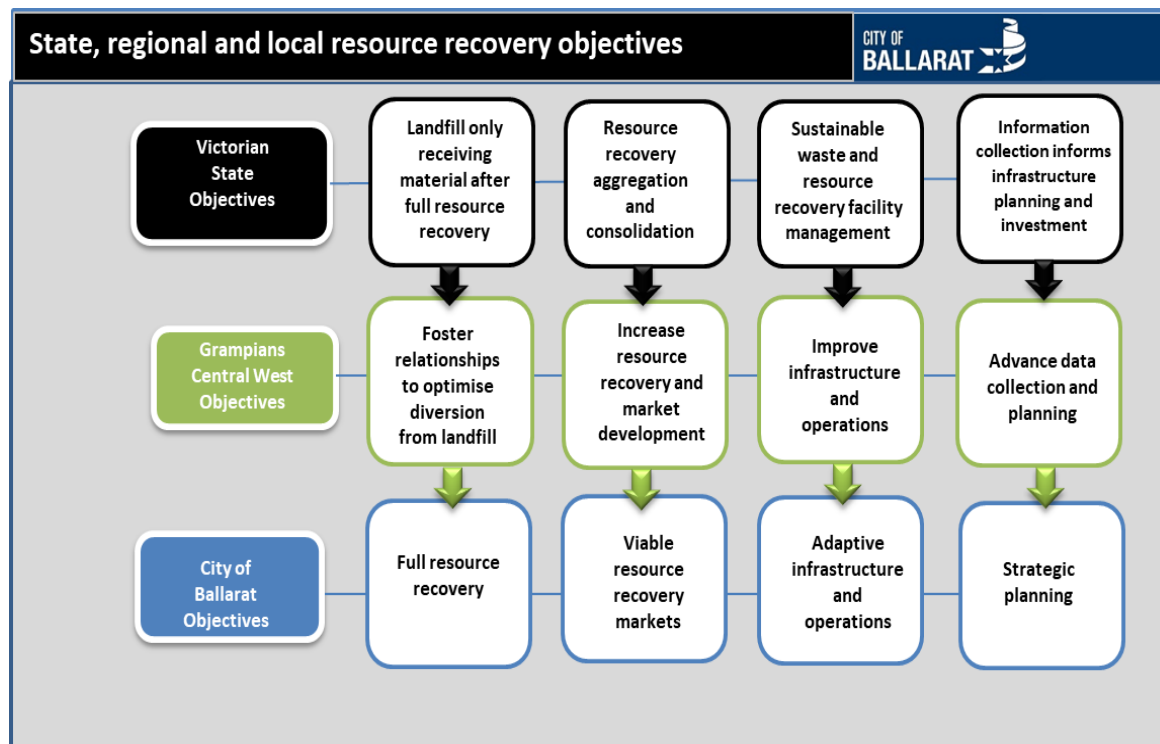 State, regional and local resource recovery objectives
CITY OF
BALLARAT
Victorian
State
Objectives
Landfill only
receiving
material after
full resource
recovery
Resource
recovery
aggregation
and
consolidation
Sustainable
waste and
resource
recovery facility
management
Information
collection informs
infrastructure
planning and
investment
Grampians
Central West
Objectives
Foster
relationships
to optimise
diversion
from landfill
Increase
resource
recovery and
market
development
Improve
infrastructure
and
operations
Advance data
collection and
planning
City of
Ballarat
Objectives
Full resource
recovery
Viable
resource
recovery
markets
Adaptive
infrastructure
and
operations
Strategic
planning